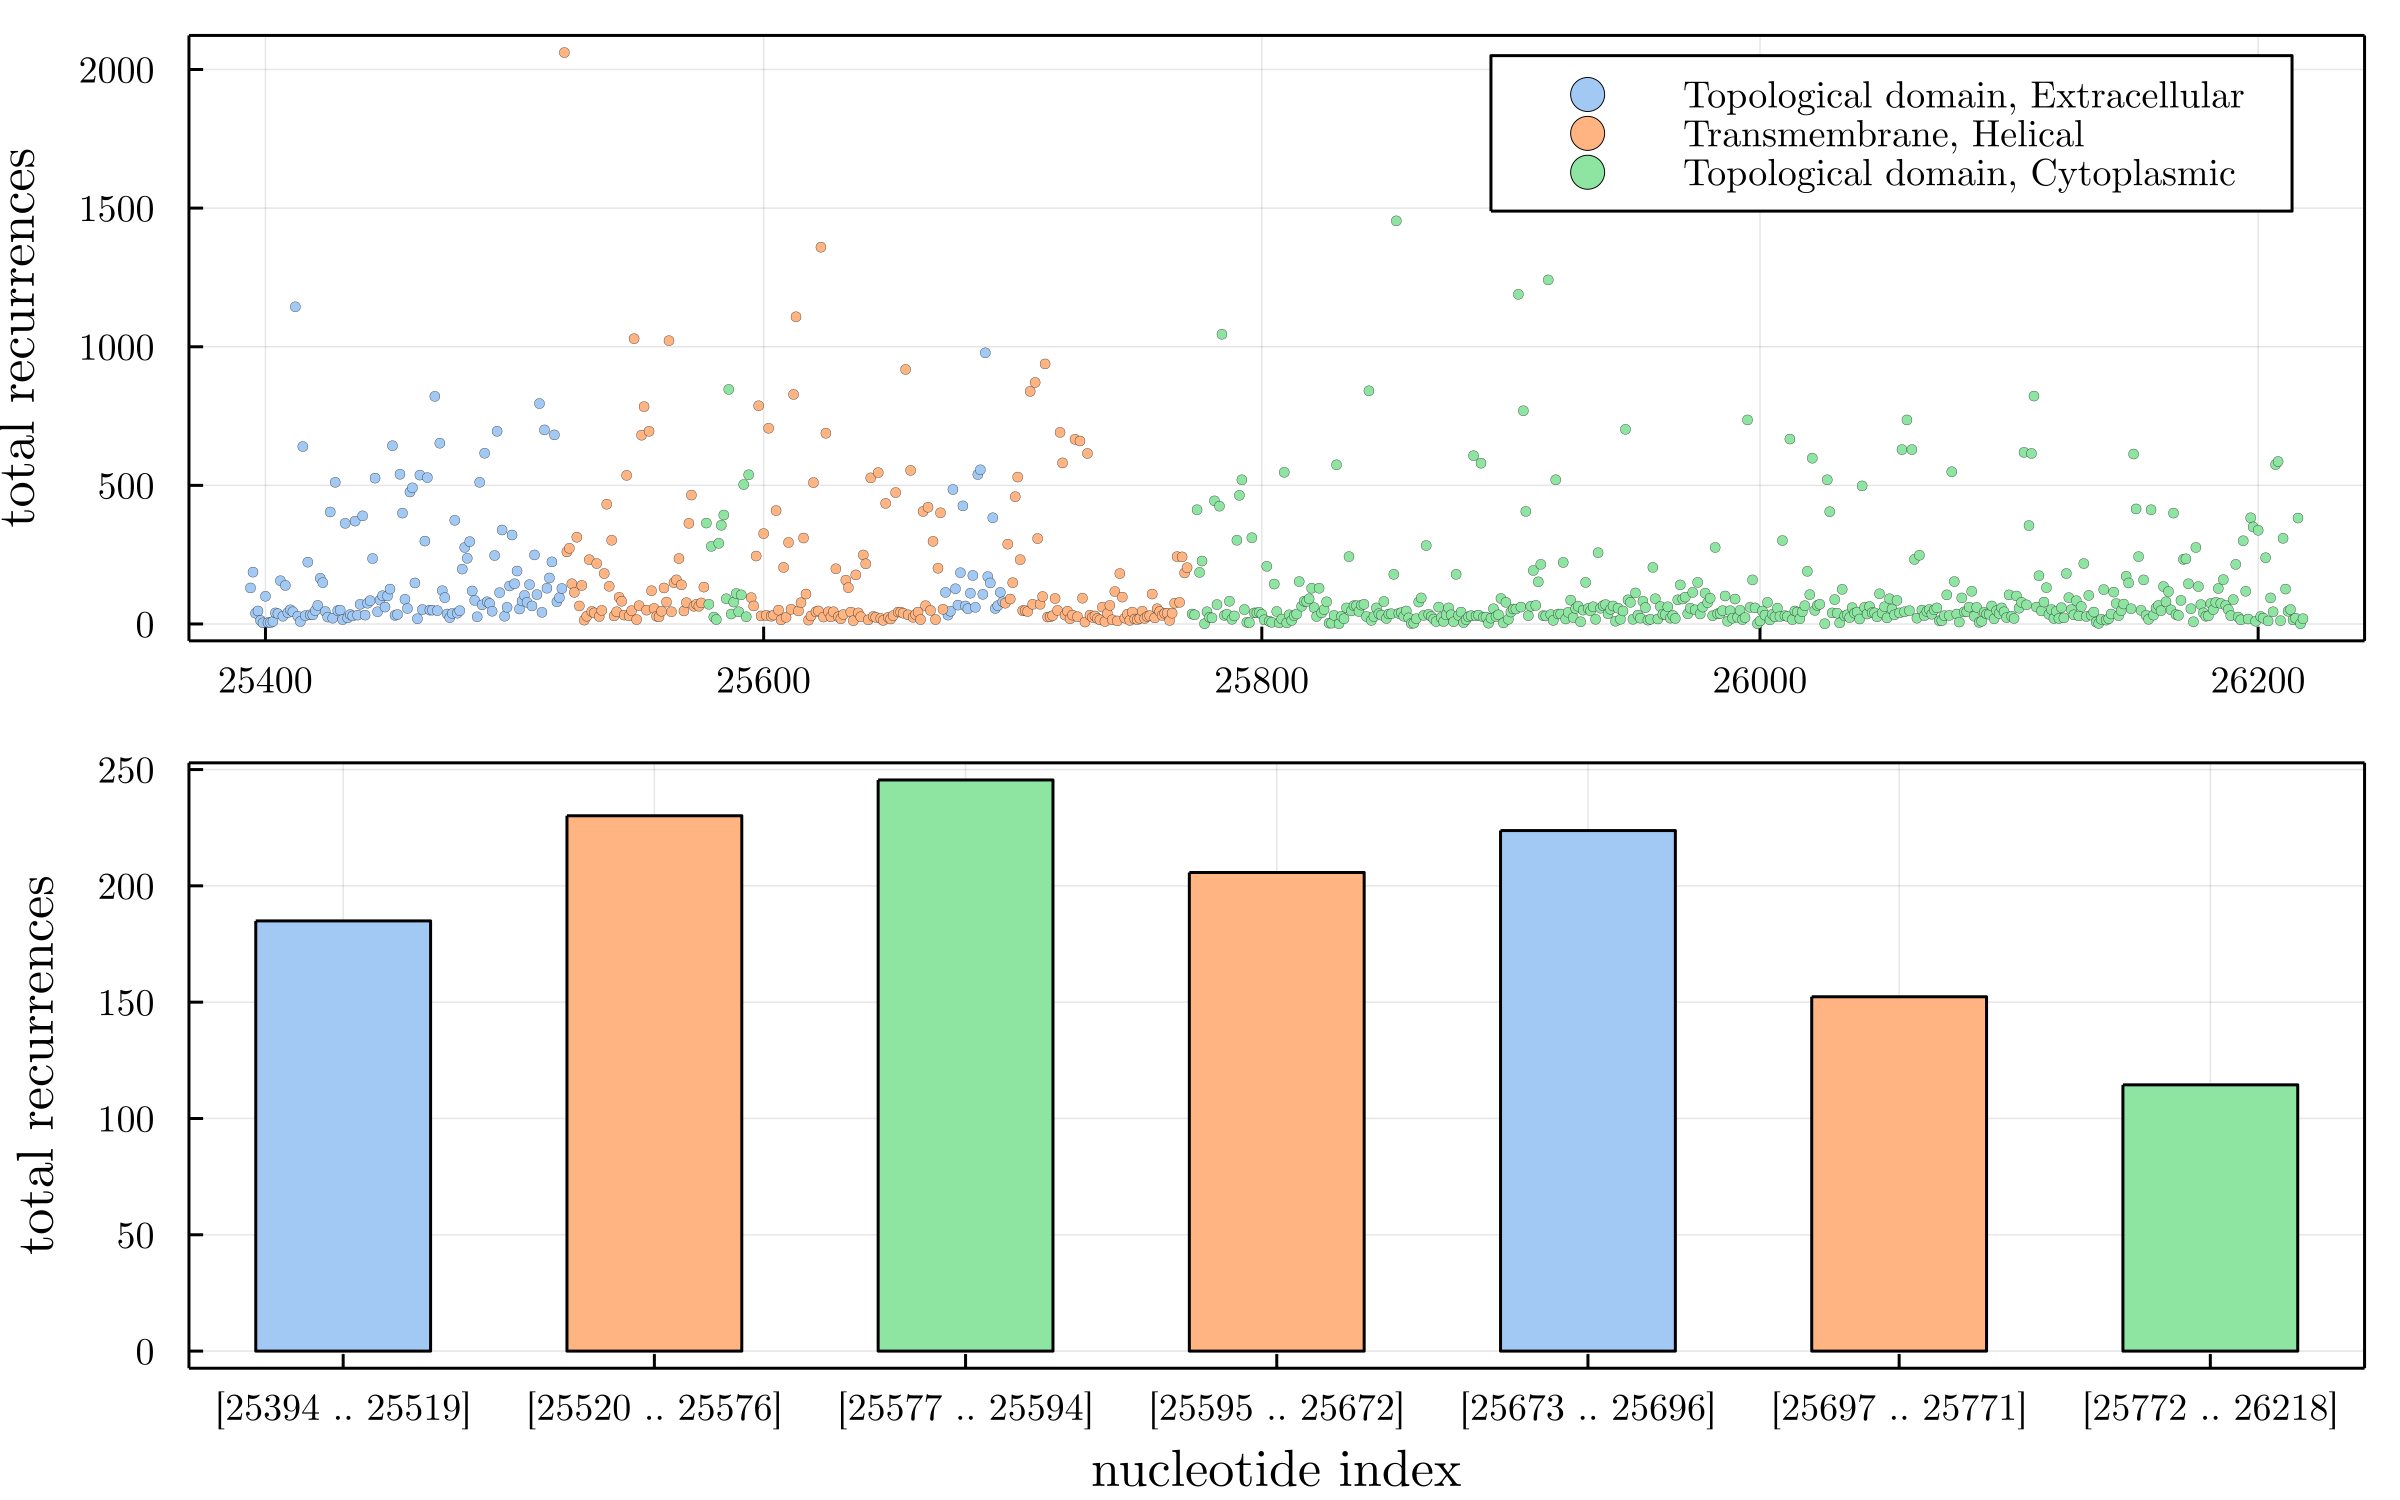 total recurrences
2000
1500
1000
500
0
Topological domain, Extracellular
Transmembrane, Helical
Topological domain, Cytoplasmic
25400 25600 25800 26000 26200
total recurrences
250
200
150
100
50
0
[25394 .. 25519] [25520 .. 25576] [25577 .. 25594] [25595 .. 25672] [25673 .. 25696] [25697 .. 25771] [25772 .. 26218]
nucleotide index